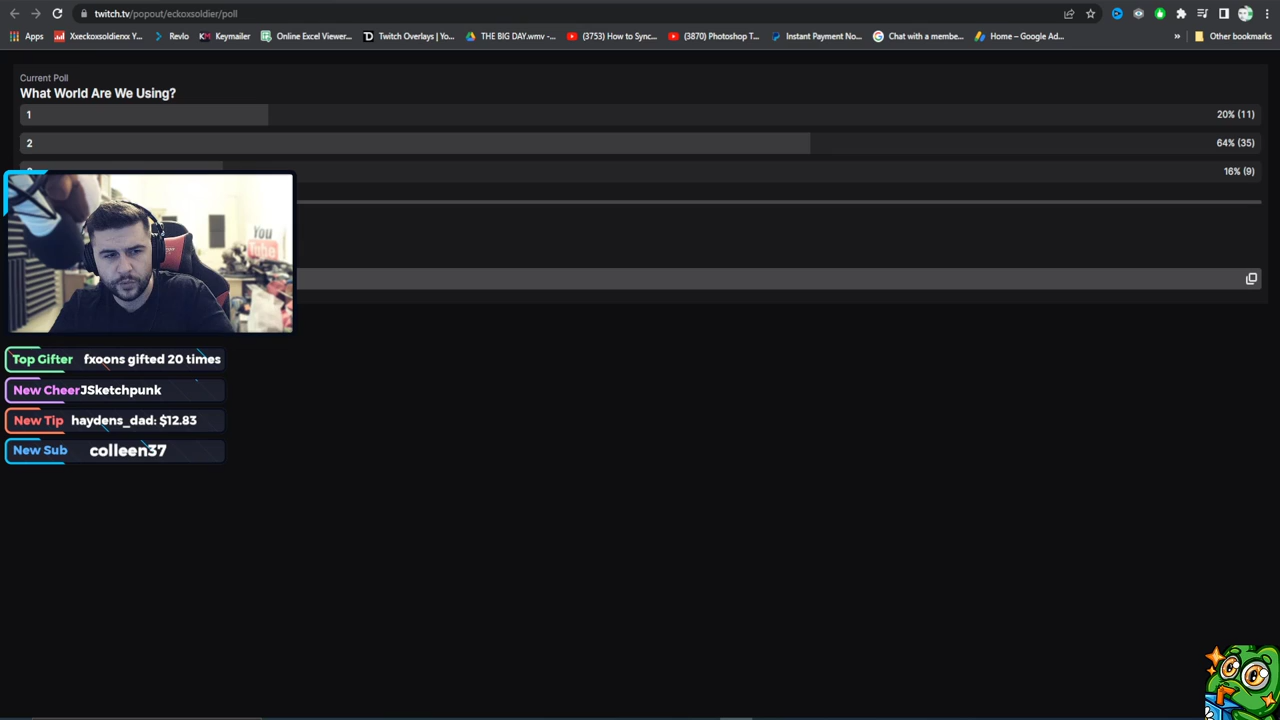 twitch.tv/popout/eckoxsoldier/poll
Apps Xxeckoxsoldierxx Y... Revlo Keymailer Online Excel Viewer... Twitch Overlays | Yo... THE BIG DAY.wmv -... (3753) How to Sync... (3870) Photoshop T... Instant Payment No... Chat with a membe... Home – Google Ad... » Other bookmarks
Current Poll
What World Are We Using?
1 20% (11)
2 64% (35)
16% (9)
You
Tube
Top Gifter fxoons gifted 20 times
New Cheer JSketchpunk
New Tip haydens_dad: $12.83
New Sub colleen37